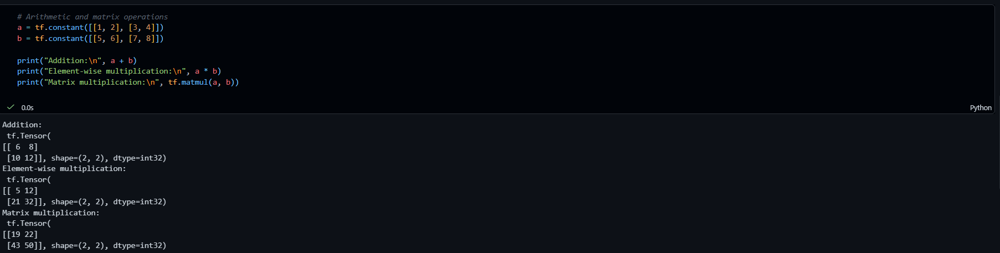 # Arithmetic and matrix operations
a = tf.constant([[1, 2], [3, 4]])
b = tf.constant([[5, 6], [7, 8]])
print("Addition:\n", a + b)
print("Element-wise multiplication:\n", a * b)
print("Matrix multiplication:\n", tf.matmul(a, b))
0.0s
Python
Addition:
 tf.Tensor(
[[ 6  8]
 [10 12]], shape=(2, 2), dtype=int32)
Element-wise multiplication:
 tf.Tensor(
[[ 5 12]
 [21 32]], shape=(2, 2), dtype=int32)
Matrix multiplication:
 tf.Tensor(
[[19 22]
 [43 50]], shape=(2, 2), dtype=int32)